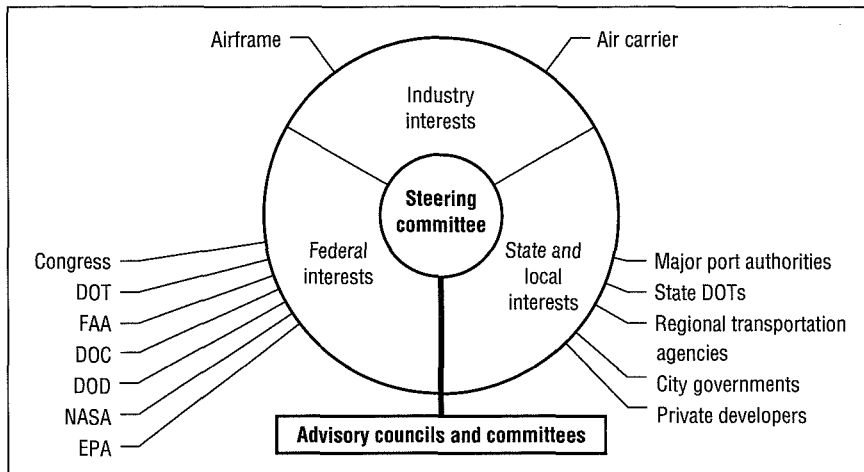 Airframe
Air carrier
Industry
interests
Steering
committee
Federal
interests
State and
local
interests
Congress
DOT
FAA
DOC
DOD
NASA
EPA
Major port authorities
State DOTs
Regional transportation
agencies
City governments
Private developers
Advisory councils and committees